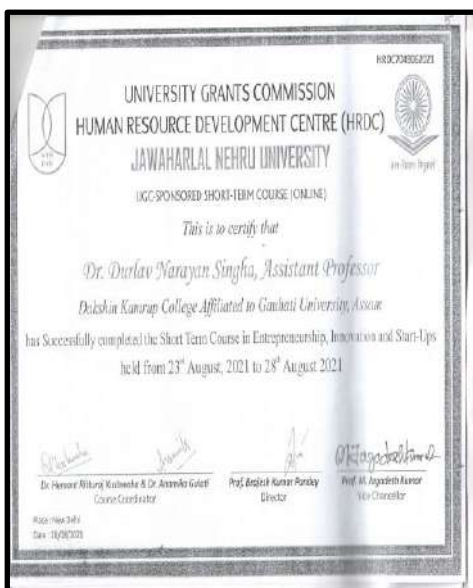 UNIVERSITY GRANTS COMMISSION
HUMAN RESOURCE DEVELOPMENT CENTRE (HRDC)
JAWAHARLAL NEHRU UNIVERSITY
UGC-SPONSORED SHORT-TERM COURSE (ONLINE)
This is to certify that
Dr. Durlav Narayan Singha, Assistant Professor
Dakshin Kamrup College Affiliated to Gauhati University, Assam
has Successfully completed the Short Term Course in Entrepreneurship, Innovation and Start-Ups
held from 23rd August, 2021 to 28th August 2021
Dr. Hemant Kushwaha & Dr. Anamika Gulati
Prof. Brajesh Kumar Pandey
Prof. M. Jagadesh Kumar
Course Coordinator
Director
Vice Chancellor
Place: New Delhi
Date :